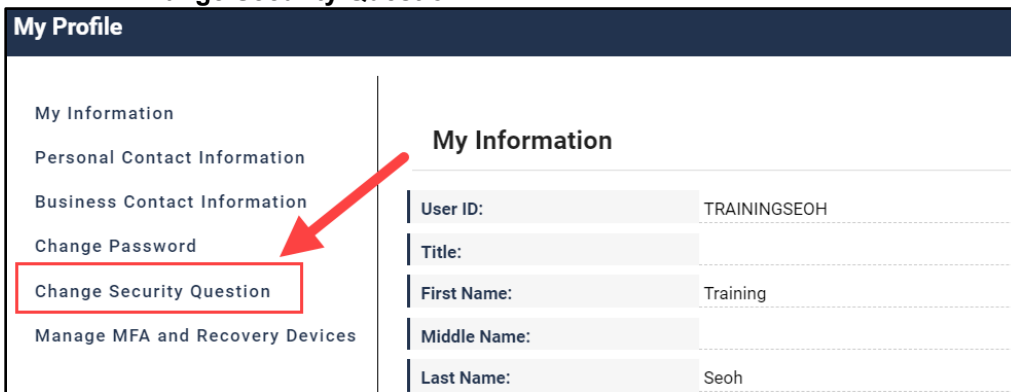 My Profile
My Information
Personal Contact Information
Business Contact Information
Change Password
Change Security Question
Manage MFA and Recovery Devices
My Information
User ID: TRAININGSEOH
Title:
First Name: Training
Middle Name:
Last Name: Seoh